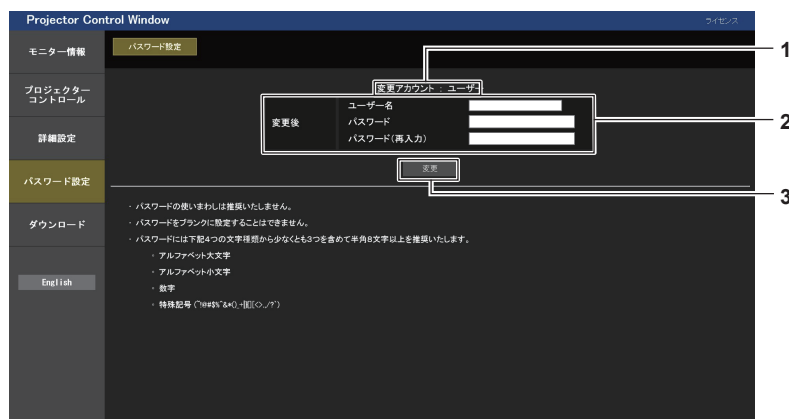 Projector Control Window
ライセンス
モニター情報
パスワード設定
1
プロジェクター
コントロール
変更アカウント : ユーザー
ユーザー名
変更後
パスワード
2
パスワード(再入力)
詳細設定
変更
パスワード設定
3
・パスワードの使いまわしは推奨いたしません。
・パスワードをブランクに設定することはできません。
ダウンロード
・パスワードには下記4つの文字種類から少なくとも3つを含めて半角8文字以上を推奨いたします。
◦ アルファベット大文字
◦ アルファベット小文字
English
◦ 数字
◦ 特殊記号